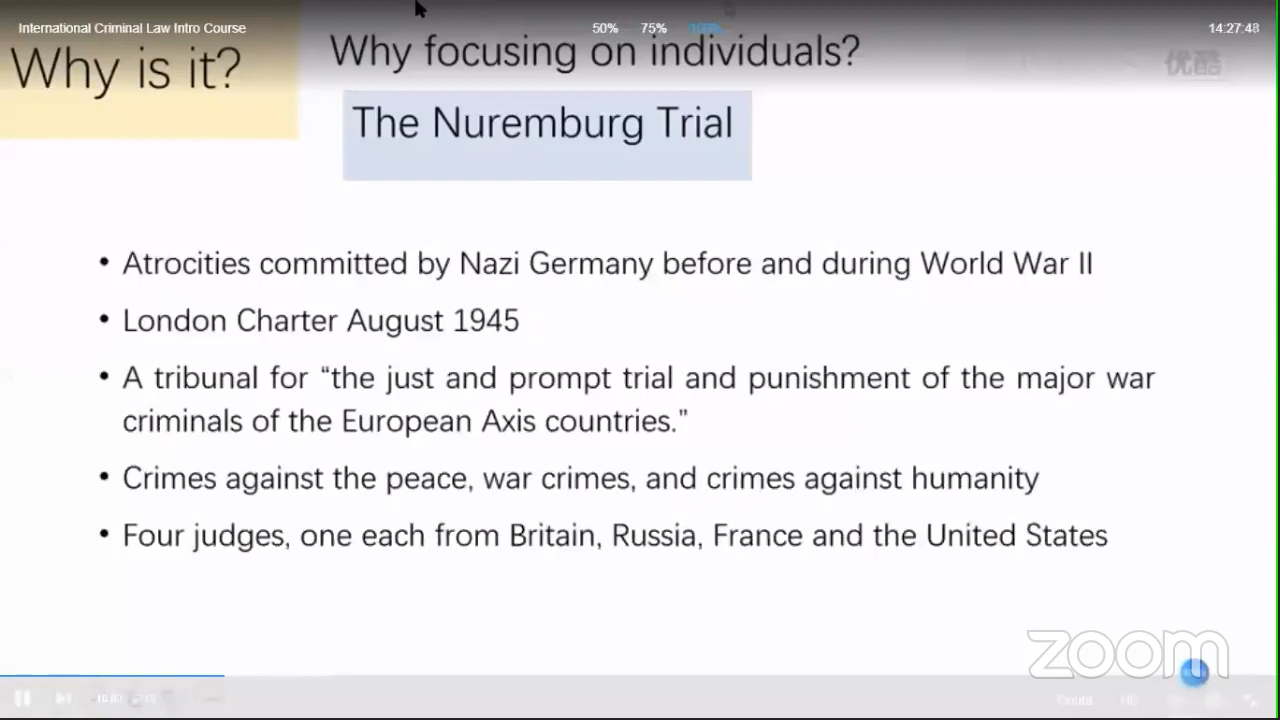 International Criminal Law Intro Course
50% 75% 100%
14:27:48
Why is it?
Why focusing on individuals?
优酷
The Nuremburg Trial
• Atrocities committed by Nazi Germany before and during World War II
• London Charter August 1945
• A tribunal for “the just and prompt trial and punishment of the major war
criminals of the European Axis countries.”
• Crimes against the peace, war crimes, and crimes against humanity
• Four judges, one each from Britain, Russia, France and the United States
zoom